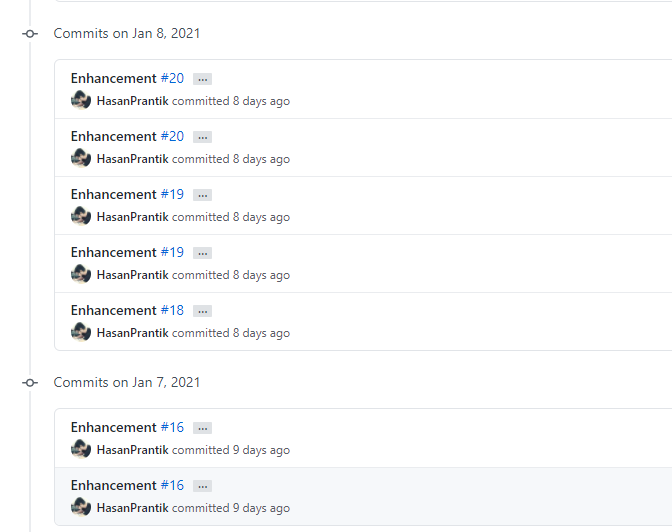 Commits on Jan 8, 2021
Enhancement #20 ...
HasanPrantik committed 8 days ago
Enhancement #20 ...
HasanPrantik committed 8 days ago
Enhancement #19 ...
HasanPrantik committed 8 days ago
Enhancement #19 ...
HasanPrantik committed 8 days ago
Enhancement #18 ...
HasanPrantik committed 8 days ago
Commits on Jan 7, 2021
Enhancement #16 ...
HasanPrantik committed 9 days ago
Enhancement #16 ...
HasanPrantik committed 9 days ago